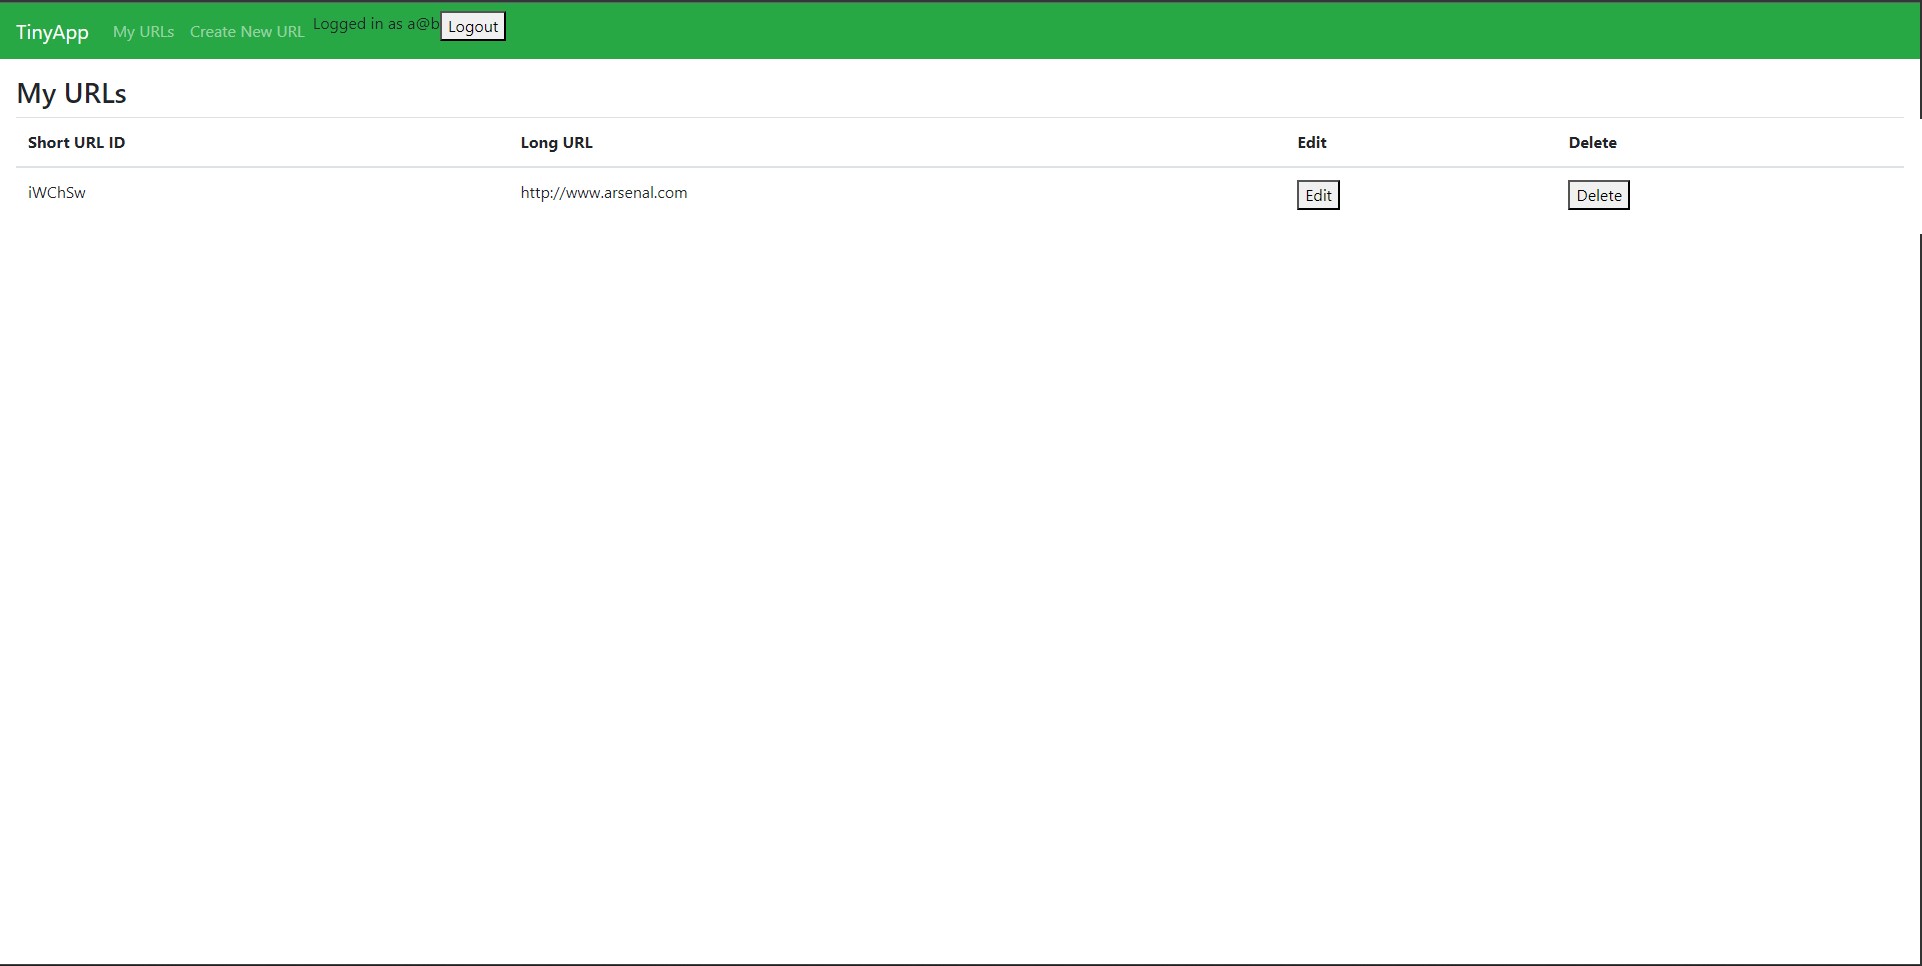 TinyApp My URLs Create New URL Logged in as a@b Logout
My URLs
Short URL ID Long URL Edit Delete
iWChSw http://www.arsenal.com Edit Delete